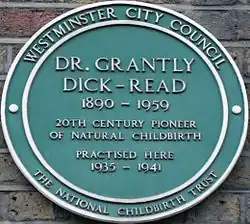 WESTMINSTER CITY COUNCIL
DR. GRANTLY
DICK-READ
1890 - 1959
20TH CENTURY PIONEER
OF NATURAL CHILDBIRTH
PRACTISED HERE
1935 - 1941
THE NATIONAL CHILDBIRTH TRUST